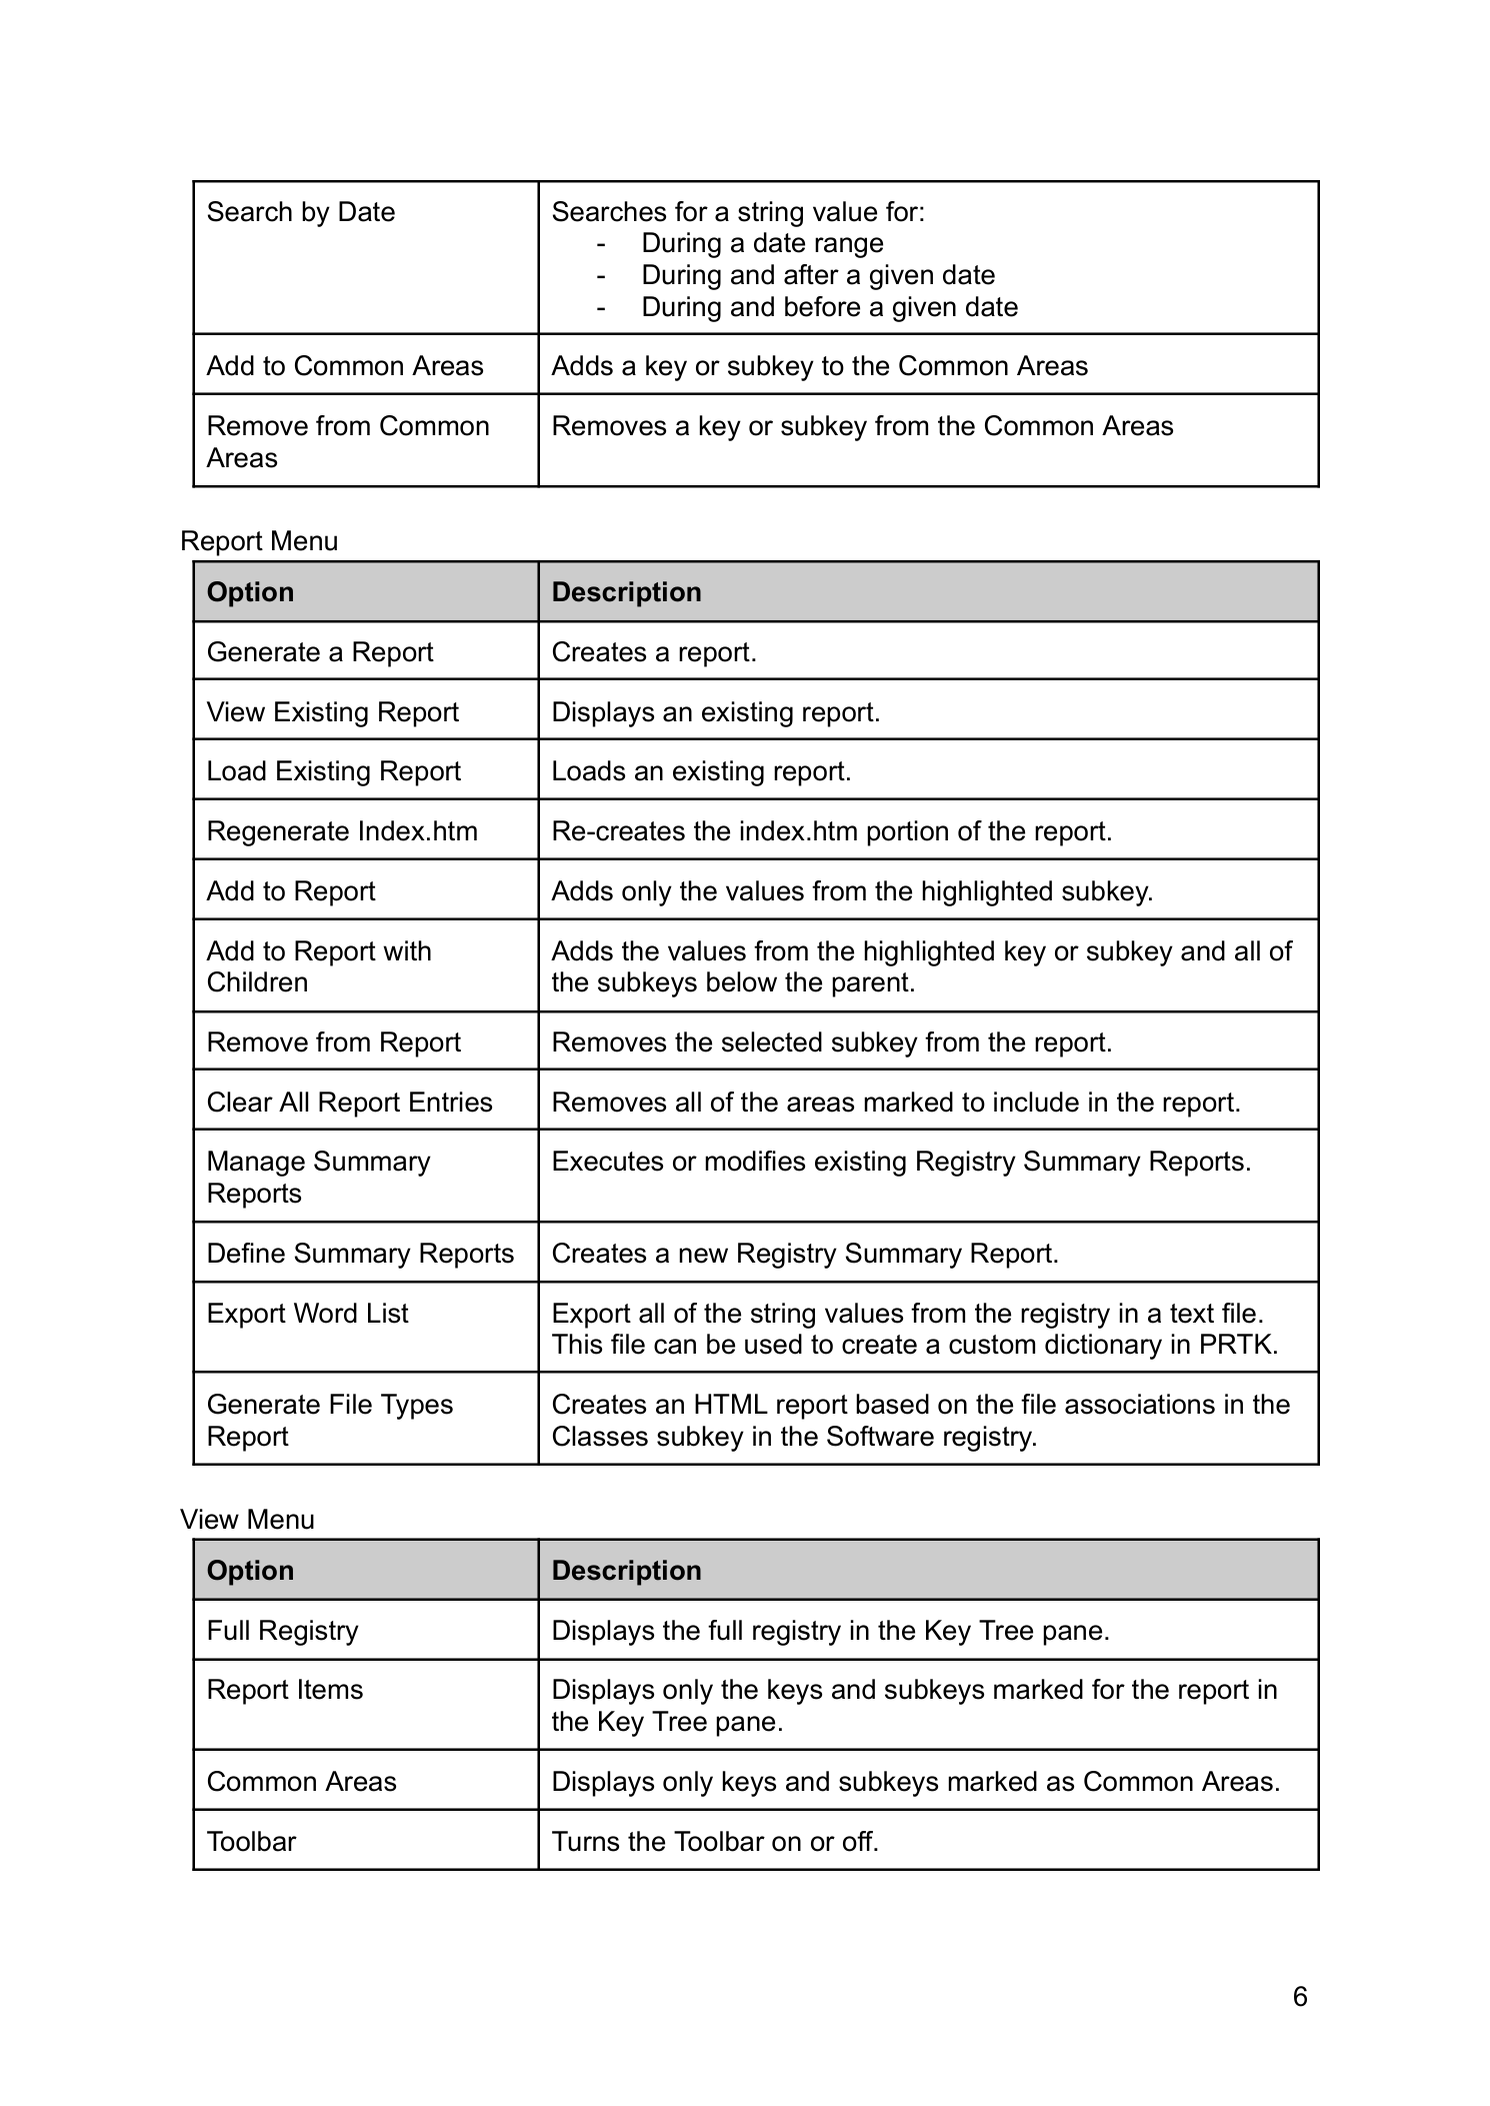 Search by Date
Searches for a string value for:
- During a date range
- During and after a given date
- During and before a given date
Add to Common Areas
Adds a key or subkey to the Common Areas
Remove from Common
Areas
Removes a key or subkey from the Common Areas
Report Menu
Option
Description
Generate a Report
Creates a report.
View Existing Report
Displays an existing report.
Load Existing Report
Loads an existing report.
Regenerate Index.htm
Re-creates the index.htm portion of the report.
Add to Report
Adds only the values from the highlighted subkey.
Add to Report with
Children
Adds the values from the highlighted key or subkey and all of
the subkeys below the parent.
Remove from Report
Removes the selected subkey from the report.
Clear All Report Entries
Removes all of the areas marked to include in the report.
Manage Summary
Reports
Executes or modifies existing Registry Summary Reports.
Define Summary Reports
Creates a new Registry Summary Report.
Export Word List
Export all of the string values from the registry in a text file.
This file can be used to create a custom dictionary in PRTK.
Generate File Types
Report
Creates an HTML report based on the file associations in the
Classes subkey in the Software registry.
View Menu
Option
Description
Full Registry
Displays the full registry in the Key Tree pane.
Report Items
Displays only the keys and subkeys marked for the report in
the Key Tree pane.
Common Areas
Displays only keys and subkeys marked as Common Areas.
Toolbar
Turns the Toolbar on or off.
6